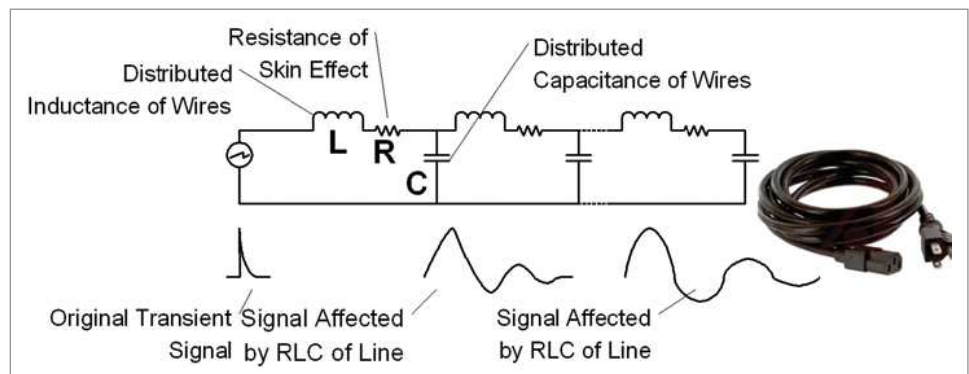 Resistance of
Skin Effect
Distributed
Inductance of Wires
Distributed
Capacitance of Wires
L
R
C
Original Transient
Signal
Signal Affected
by RLC of Line
Signal Affected
by RLC of Line